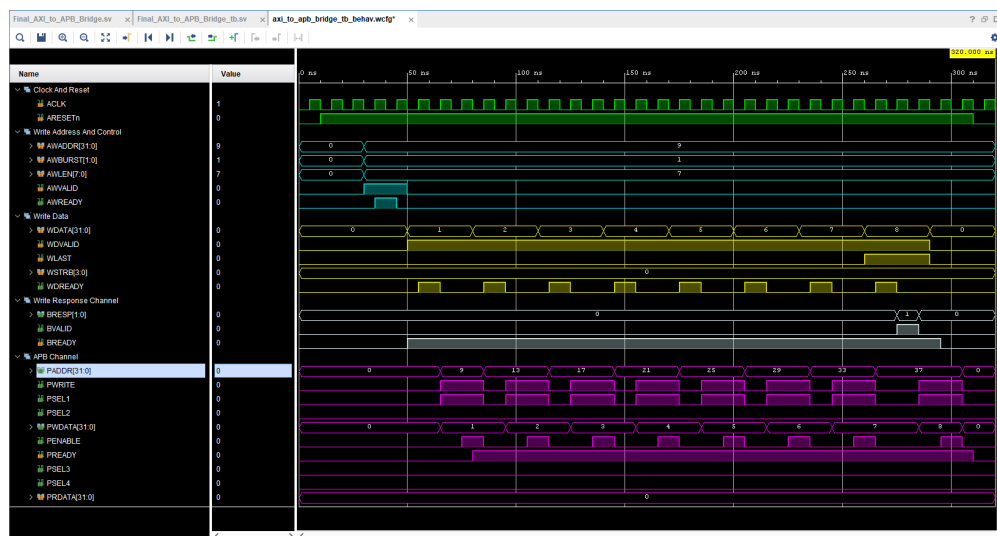 Final_AXI_to_APB_Bridge.sv × Final_AXI_to_APB_Bridge_tb.sv × axi_to_apb_bridge_tb_behav.wcfg* ×
320.000 ns
Name Value 0 ns 50 ns 100 ns 150 ns 200 ns 250 ns 300 ns
Clock And Reset
ACLK 1
ARESETn 0
Write Address And Control
AWADDR[31:0] 9 0 9
AWBURST[1:0] 1 0 1
AWLEN[7:0] 7 0 7
AWVALID 0
AWREADY 0
Write Data
WDATA[31:0] 0 0 1 2 3 4 5 6 7 8 0
WDVALID 0
WLAST 0
WSTRB[3:0] 0 0
WDREADY 0
Write Response Channel
BRESP[1:0] 0 0 1 0
BVALID 0
BREADY 0
APB Channel
PADDR[31:0] 0 0 9 13 17 21 25 29 33 37 0
PWRITE 0
PSEL1 0
PSEL2 0
PWDATA[31:0] 0 0 1 2 3 4 5 6 7 8 0
PENABLE 0
PREADY 0
PSEL3 0
PSEL4 0
PRDATA[31:0] 0 0